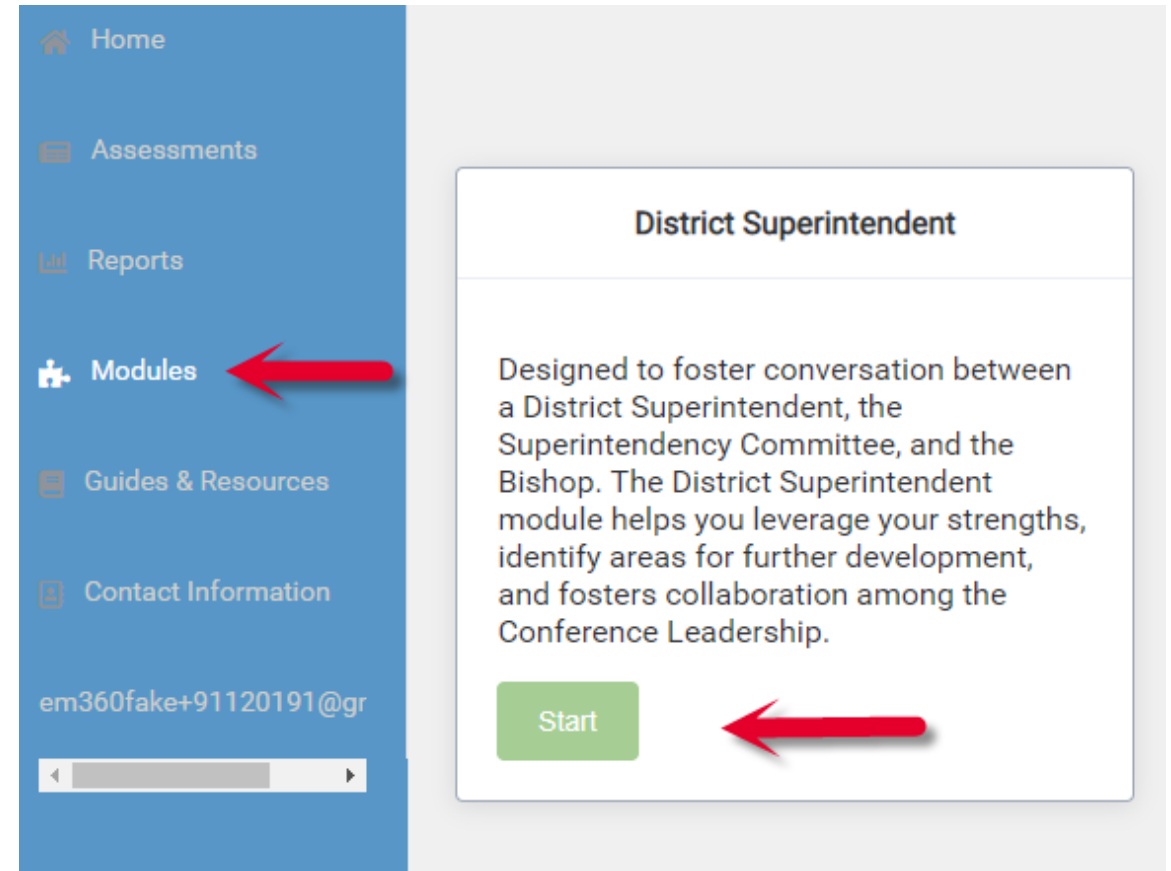 Home
Assessments
Reports
Modules
Guides & Resources
Contact Information
em360fake+91120191@gr
District Superintendent
Designed to foster conversation between
a District Superintendent, the
Superintendency Committee, and the
Bishop. The District Superintendent
module helps you leverage your strengths,
identify areas for further development,
and fosters collaboration among the
Conference Leadership.
Start